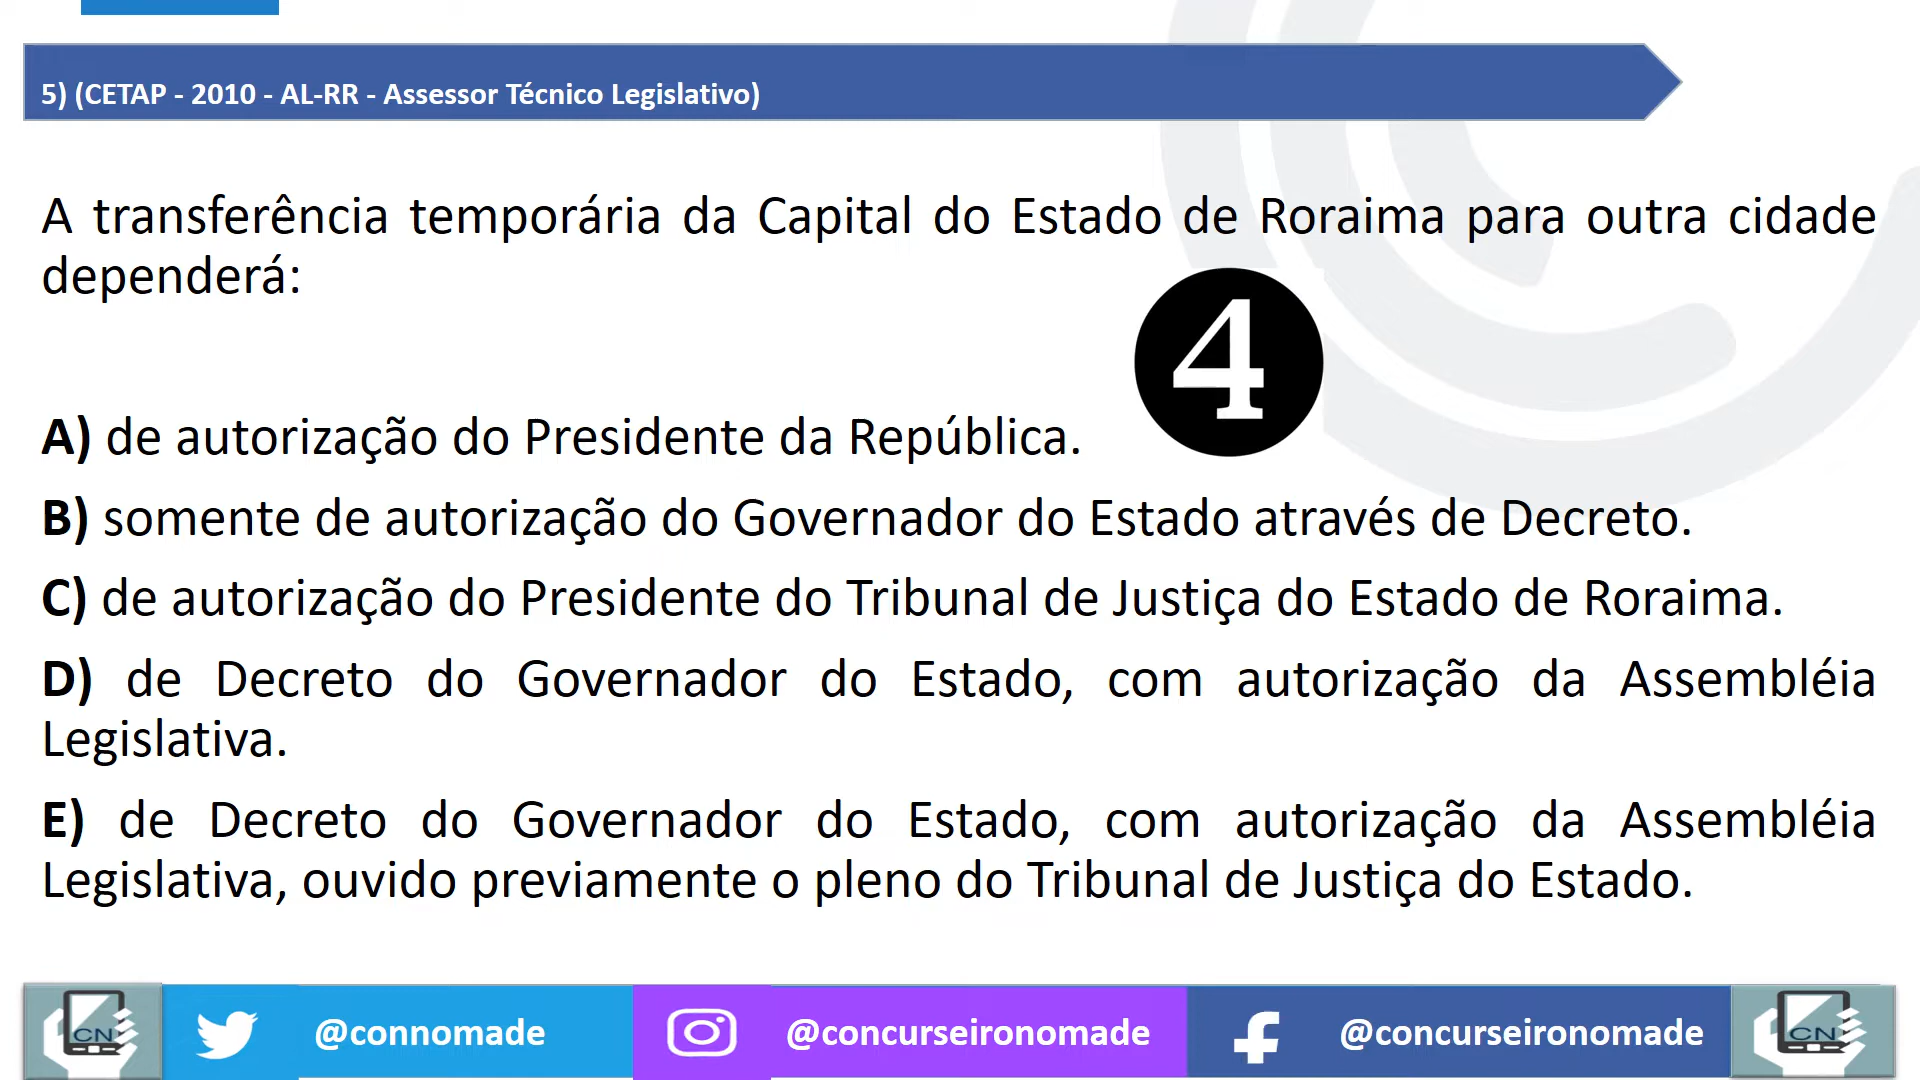 5) (CETAP - 2010 - AL-RR - Assessor Técnico Legislativo)
A transferência temporária da Capital do Estado de Roraima para outra cidade
dependerá:
4
A) de autorização do Presidente da República.
B) somente de autorização do Governador do Estado através de Decreto.
C) de autorização do Presidente do Tribunal de Justiça do Estado de Roraima.
D) de Decreto do Governador do Estado, com autorização da Assembléia
Legislativa.
E) de Decreto do Governador do Estado, com autorização da Assembléia
Legislativa, ouvido previamente o pleno do Tribunal de Justiça do Estado.
CN @connomade @concurseironomade @concurseironomade CN